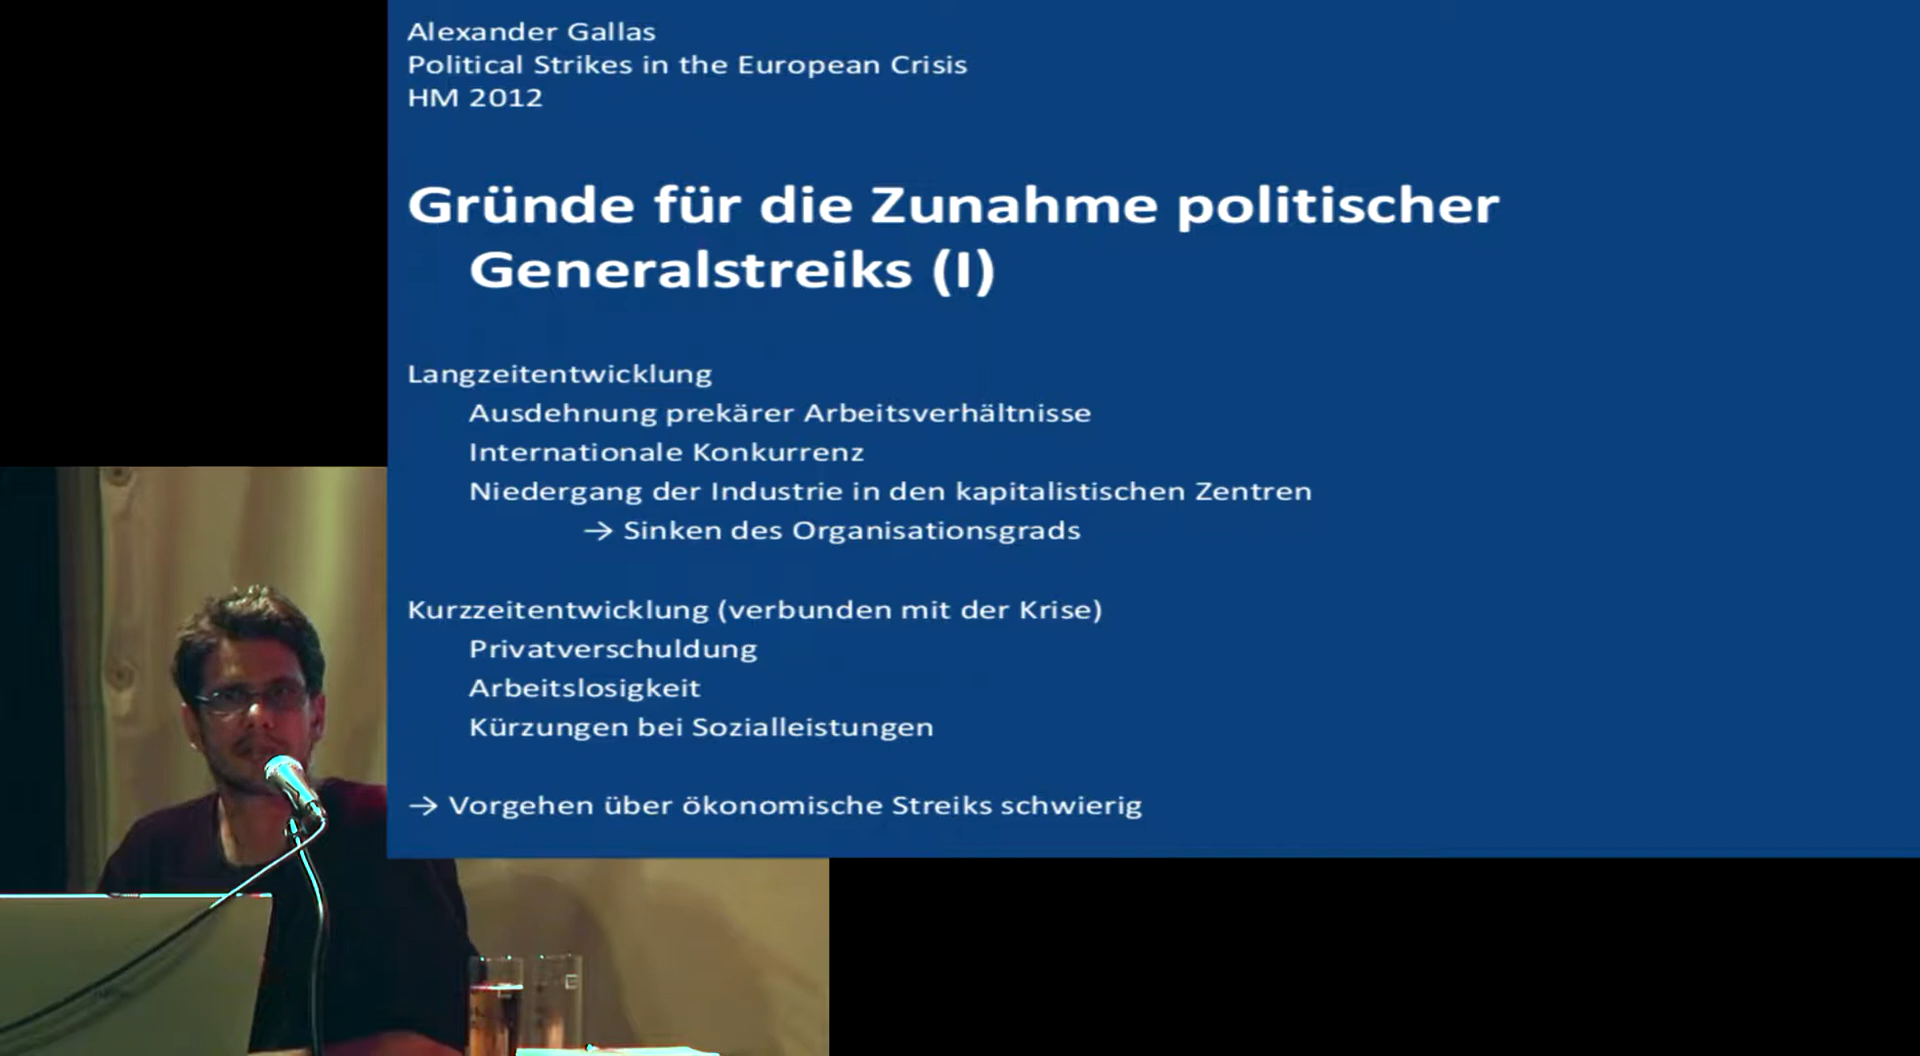 Alexander Gallas
Political Strikes in the European Crisis
HM 2012
Gründe für die Zunahme politischer
Generalstreiks (I)
Langzeitentwicklung
Ausdehnung prekärer Arbeitsverhältnisse
Internationale Konkurrenz
Niedergang der Industrie in den kapitalistischen Zentren
→ Sinken des Organisationsgrads
Kurzzeitentwicklung (verbunden mit der Krise)
Privatverschuldung
Arbeitslosigkeit
Kürzungen bei Sozialleistungen
→ Vorgehen über ökonomische Streiks schwierig